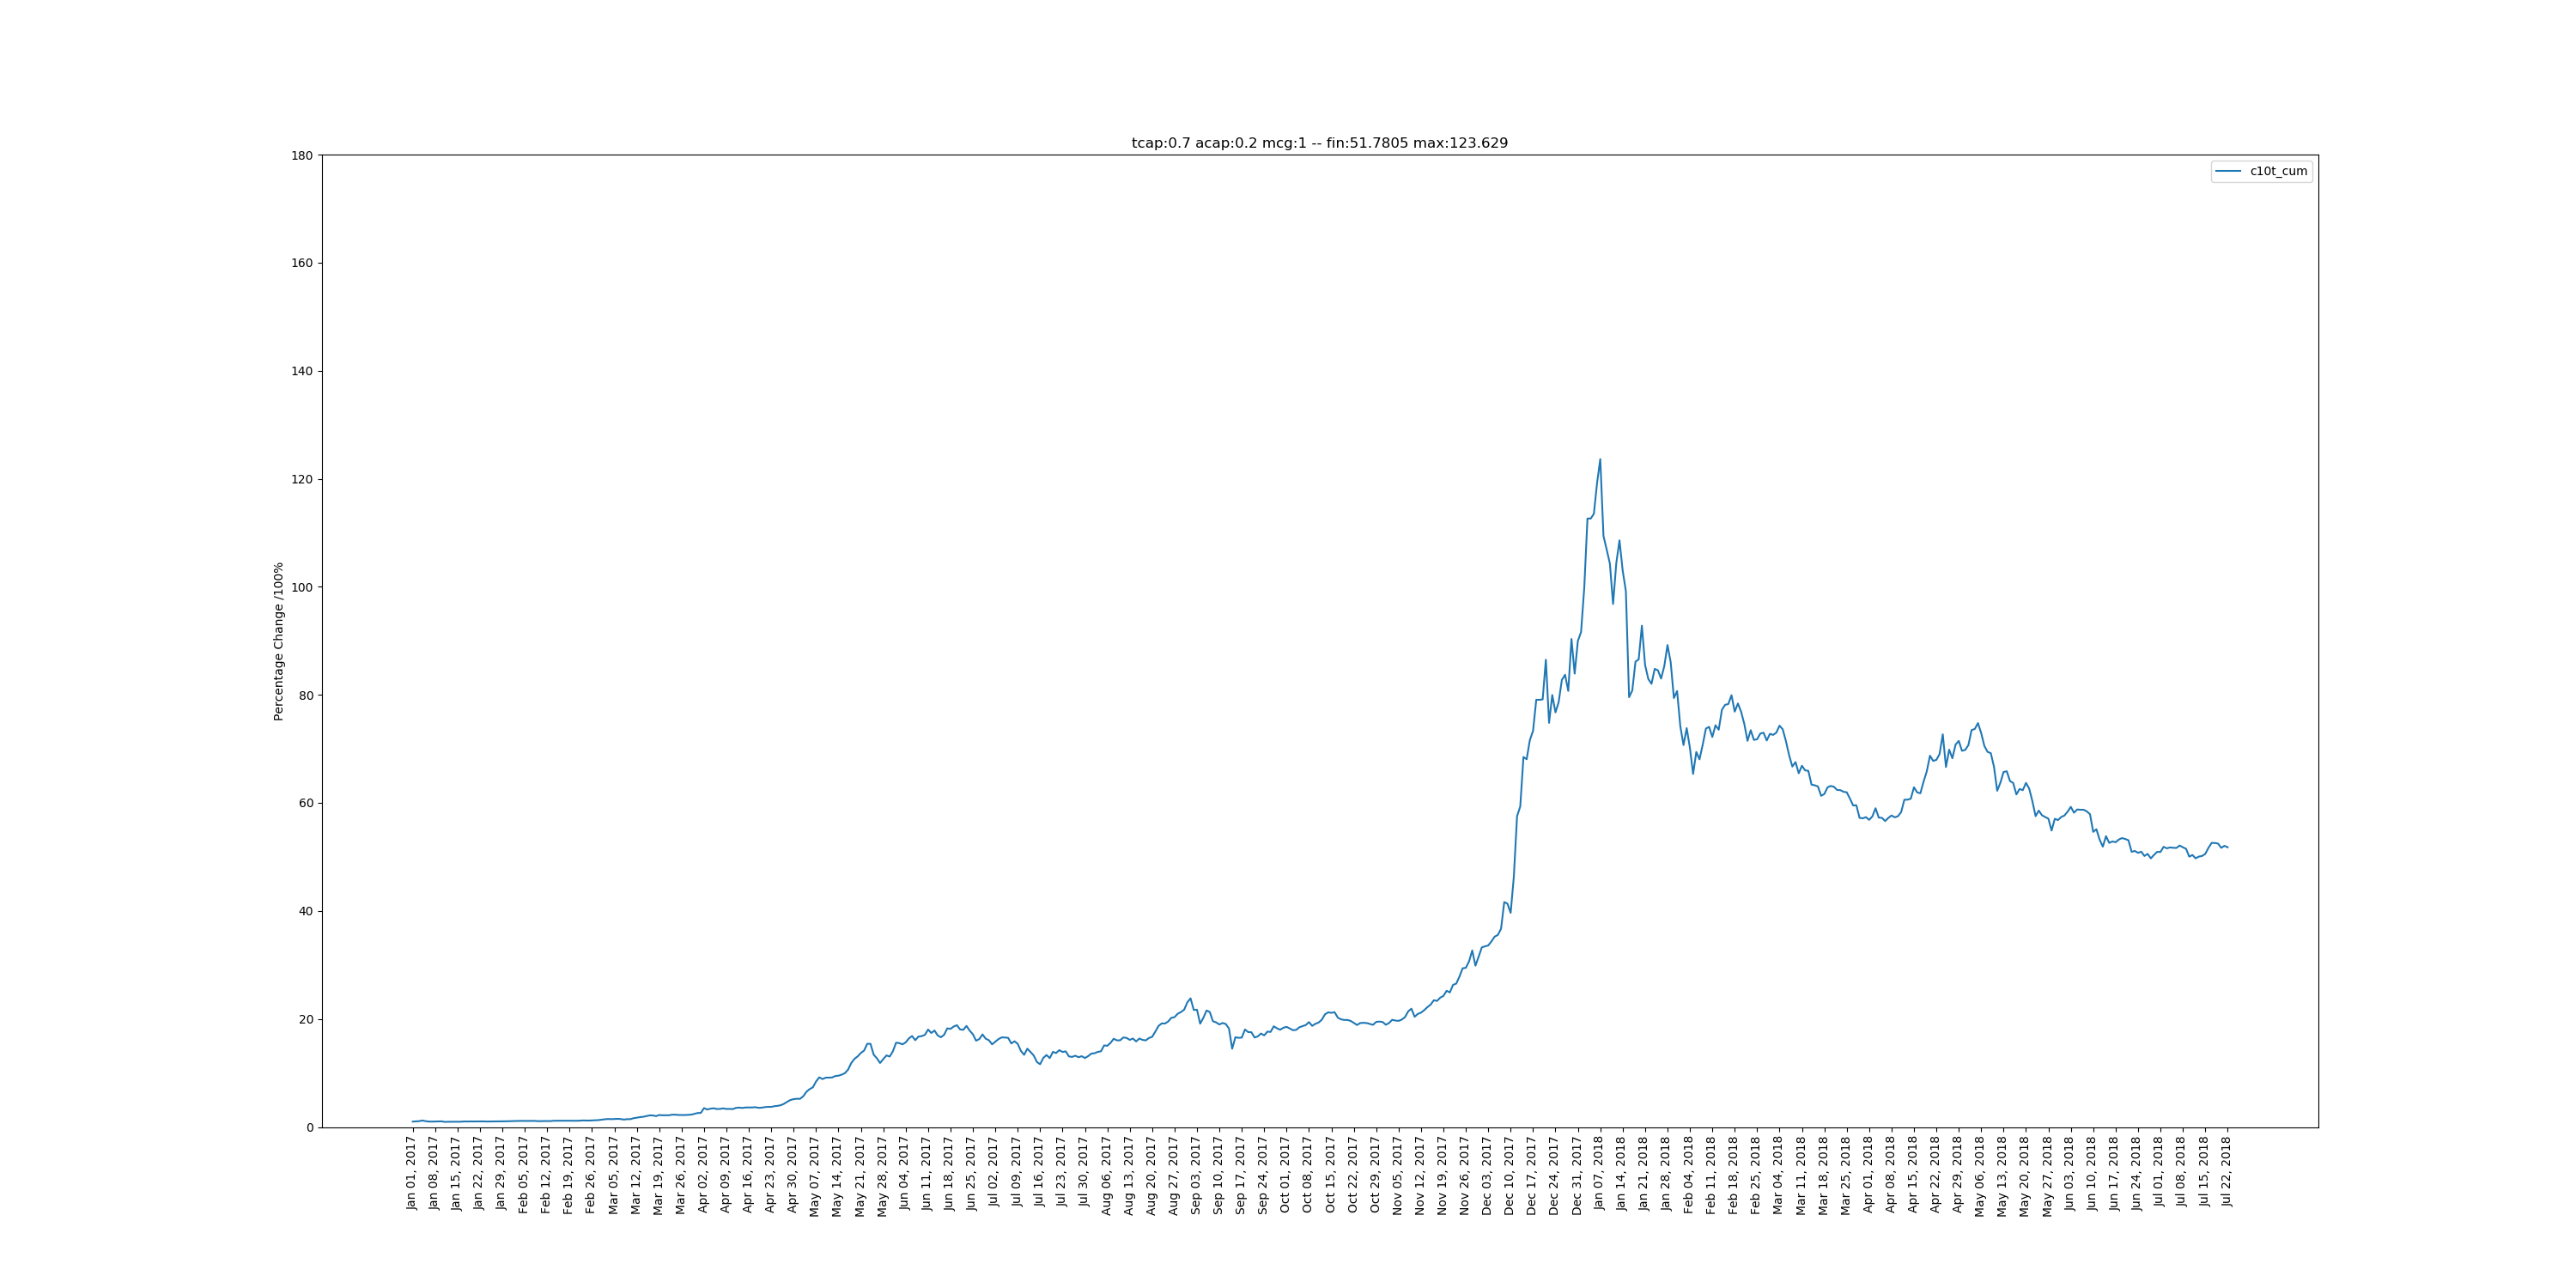 tcap:0.7 acap:0.2 mcg:1 -- fin:51.7805 max:123.629
c10t_cum
Percentage Change /100%
180
160
140
120
100
80
60
40
20
0
Jan 01, 2017
Jan 08, 2017
Jan 15, 2017
Jan 22, 2017
Jan 29, 2017
Feb 05, 2017
Feb 12, 2017
Feb 19, 2017
Feb 26, 2017
Mar 05, 2017
Mar 12, 2017
Mar 19, 2017
Mar 26, 2017
Apr 02, 2017
Apr 09, 2017
Apr 16, 2017
Apr 23, 2017
Apr 30, 2017
May 07, 2017
May 14, 2017
May 21, 2017
May 28, 2017
Jun 04, 2017
Jun 11, 2017
Jun 18, 2017
Jun 25, 2017
Jul 02, 2017
Jul 09, 2017
Jul 16, 2017
Jul 23, 2017
Jul 30, 2017
Aug 06, 2017
Aug 13, 2017
Aug 20, 2017
Aug 27, 2017
Sep 03, 2017
Sep 10, 2017
Sep 17, 2017
Sep 24, 2017
Oct 01, 2017
Oct 08, 2017
Oct 15, 2017
Oct 22, 2017
Oct 29, 2017
Nov 05, 2017
Nov 12, 2017
Nov 19, 2017
Nov 26, 2017
Dec 03, 2017
Dec 10, 2017
Dec 17, 2017
Dec 24, 2017
Dec 31, 2017
Jan 07, 2018
Jan 14, 2018
Jan 21, 2018
Jan 28, 2018
Feb 04, 2018
Feb 11, 2018
Feb 18, 2018
Feb 25, 2018
Mar 04, 2018
Mar 11, 2018
Mar 18, 2018
Mar 25, 2018
Apr 01, 2018
Apr 08, 2018
Apr 15, 2018
Apr 22, 2018
Apr 29, 2018
May 06, 2018
May 13, 2018
May 20, 2018
May 27, 2018
Jun 03, 2018
Jun 10, 2018
Jun 17, 2018
Jun 24, 2018
Jul 01, 2018
Jul 08, 2018
Jul 15, 2018
Jul 22, 2018